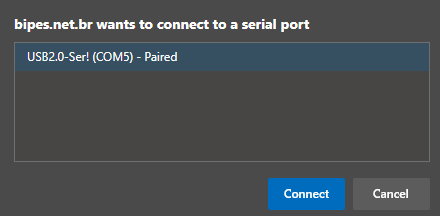 bipes.net.br wants to connect to a serial port
USB2.0-Ser! (COM5) - Paired
Connect
Cancel